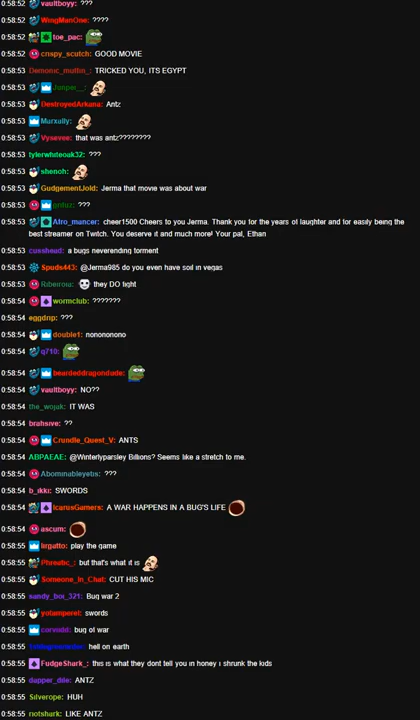 0:58:52 vaultboyy: ???
0:58:52 WingManOne: ????
0:58:52 toe_pac:
0:58:52 crispy_scutch: GOOD MOVIE
0:58:53 Demonic_muffin_: TRICKED YOU, ITS EGYPT
0:58:53
0:58:53 DestroyedArkana: Antz
0:58:53 Marxally:
0:58:53 Vysevee: that was antz????????
0:58:53 tylerwhiteoak32: ???
0:58:53 shenoh:
0:58:53 GudgementJold: Jerma that movie was about war
0:58:53 ???
0:58:53 Afro_mancer: cheer1500 Cheers to you Jerma. Thank you for the years of laughter and for easily being the
best streamer on Twitch. You deserve it and much more! Your pal, Ethan
0:58:53 cusshead: a bugs neverending torment
0:58:53 Spuds443: @Jerma985 do you even have soil in vegas
0:58:53 they DO fight
0:58:54 wormclub: ???????
0:58:54 eggdrip: ???
0:58:54 double1: nonononono
0:58:54 q710:
0:58:54 beardeddragondude:
0:58:54 vaultboyy: NO??
0:58:54 the_wojak: IT WAS
0:58:54 brahsive: ??
0:58:54 Crundle_Quest_V: ANTS
0:58:54 ABPAEAE: @Winterlyparsley Billions? Seems like a stretch to me.
0:58:54 Abominableyebs: ???
0:58:54 b_ikki: SWORDS
0:58:54 IcarusGamers: A WAR HAPPENS IN A BUG'S LIFE
0:58:54 ascum:
0:58:55 lergatto: play the game
0:58:55 Phreatic_: but that's what it is
0:58:55 Someone_In_Chat: CUT HIS MIC
0:58:55 sandy_boi_321: Bug war 2
0:58:55 yotamperel: swords
0:58:55 corvidd: bug of war
0:58:55 hell on earth
0:58:55 FudgeShark_: this is what they dont tell you in honey i shrunk the kids
0:58:55 dapper_dile: ANTZ
0:58:55 Silverope: HUH
0:58:55 riotshark: LIKE ANTZ